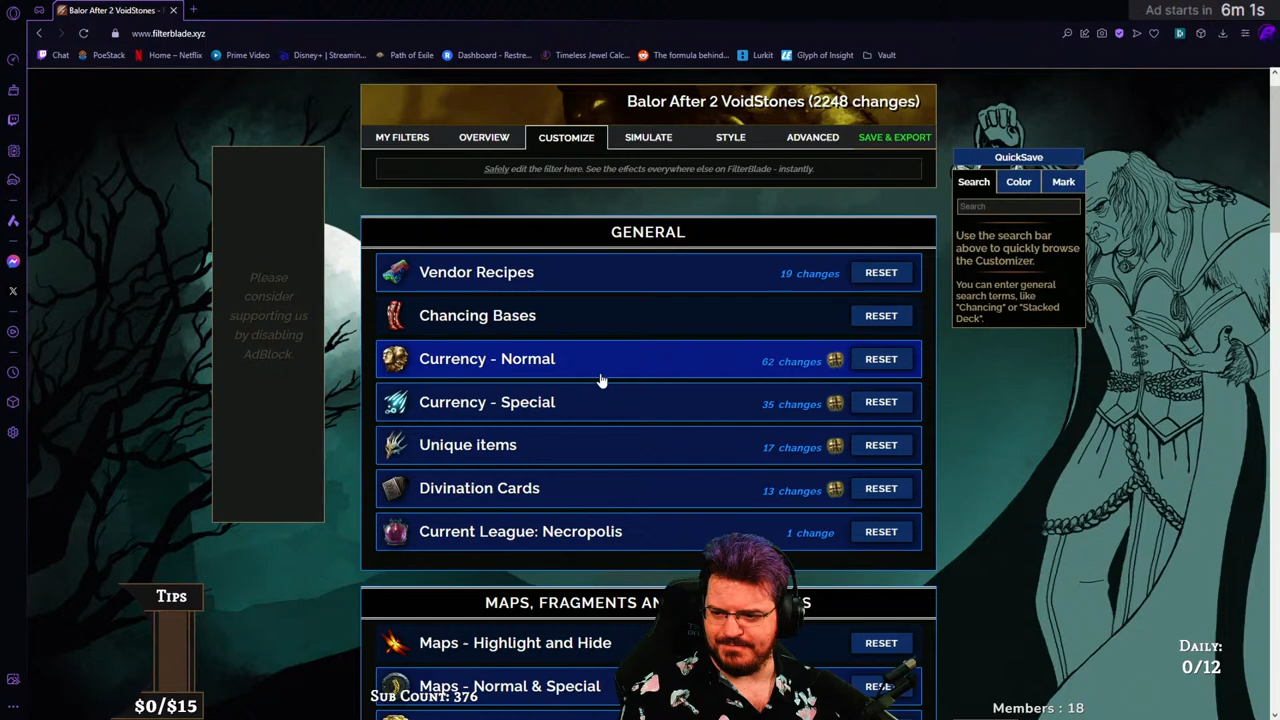 Balor After 2 VoidStones -
Ad starts in 6m 1s
www.filterblade.xyz
Chat
PoeStack
Home – Netflix
Prime Video
Disney+ | Streamin...
Path of Exile
Dashboard - Restre...
Timeless Jewel Calc...
The formula behind...
Lurkit
Glyph of Insight
Vault
Balor After 2 VoidStones (2248 changes)
MY FILTERS
OVERVIEW
CUSTOMIZE
SIMULATE
STYLE
ADVANCED
SAVE & EXPORT
Safely edit the filter here. See the effects everywhere else on FilterBlade - instantly.
QuickSave
Search
Color
Mark
Search
Use the search bar
above to quickly browse
the Customizer.
You can enter general
search terms, like
"Chancing" or "Stacked
Deck".
Please
consider
supporting us
by disabling
AdBlock.
GENERAL
Vendor Recipes 19 changes RESET
Chancing Bases RESET
Currency - Normal 62 changes RESET
Currency - Special 35 changes RESET
Unique items 17 changes RESET
Divination Cards 13 changes RESET
Current League: Necropolis 1 change RESET
MAPS, FRAGMENTS
Maps - Highlight and Hide RESET
Maps - Normal & Special
Tips
$0/$15
Sub Count: 376
Daily:
0/12
Members : 18